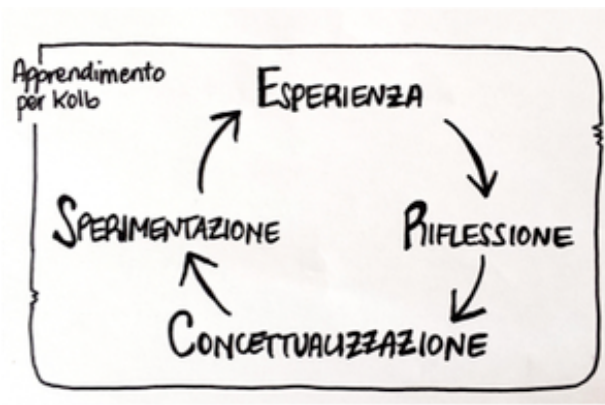 Apprendimento
per Kolb
ESPERIENZA
RIFLESSIONE
CONCETTUALIZZAZIONE
SPERIMENTAZIONE